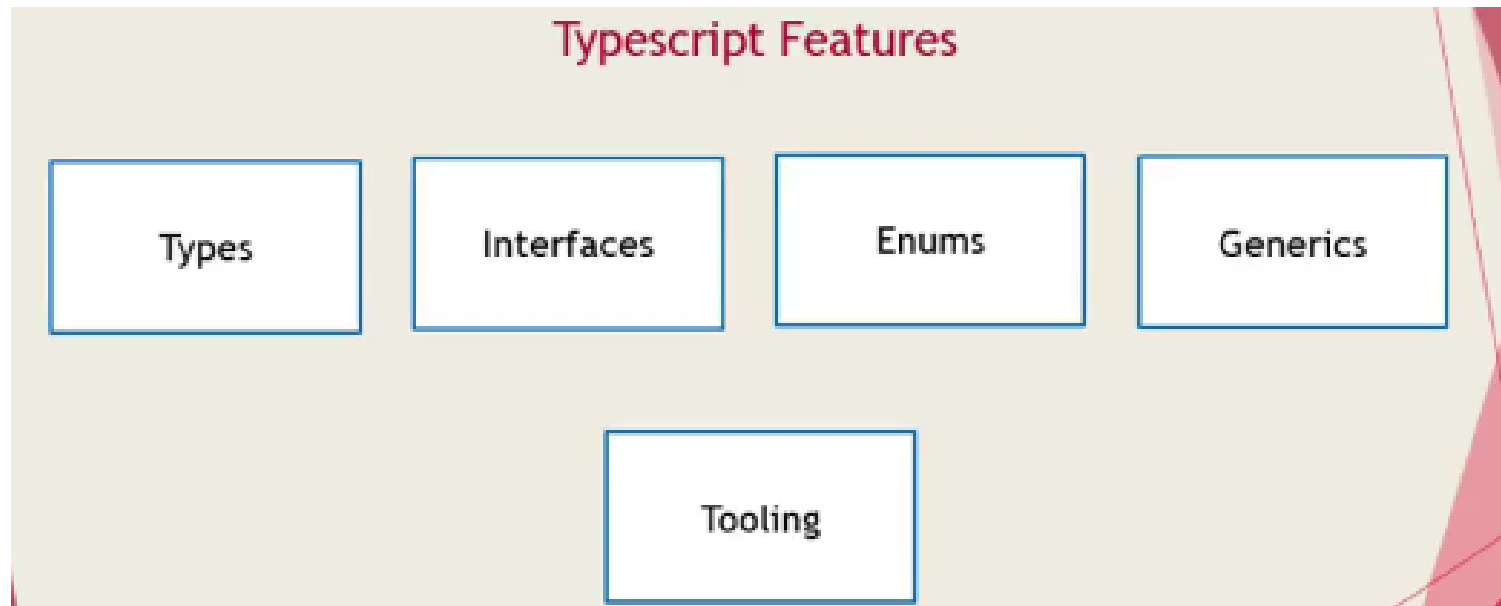 Typescript Features
Types
Interfaces
Enums
Generics
Tooling